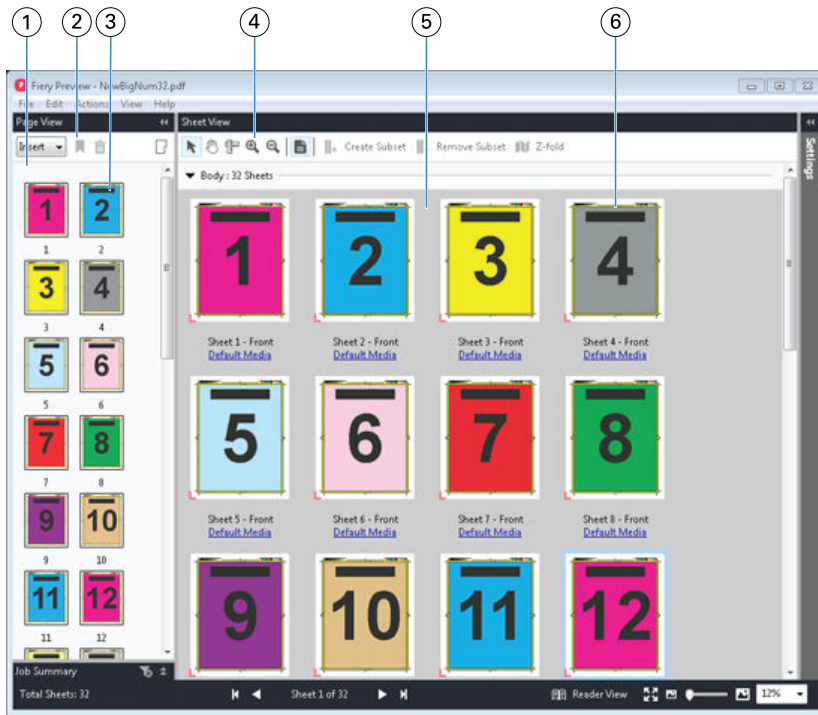 1 2 3 4 5 6
Fiery Preview - NewBigNum32.pdf
File Edit Actions View Help
Page View Sheet View
Insert Create Subset Remove Subset Z-fold
Settings
Body : 32 Sheets
1 2
1 2
3 4
3 4
5 6
5 6
7 8
7 8
9 10
9 10
11 12
11 12
1 2 3 4
Sheet 1 - Front Sheet 2 - Front Sheet 3 - Front Sheet 4 - Front
Default Media Default Media Default Media Default Media
5 6 7 8
Sheet 5 - Front Sheet 6 - Front Sheet 7 - Front Sheet 8 - Front
Default Media Default Media Default Media Default Media
9 10 11 12
Job Summary
Total Sheets: 32 Sheet 1 of 32 Reader View 12%